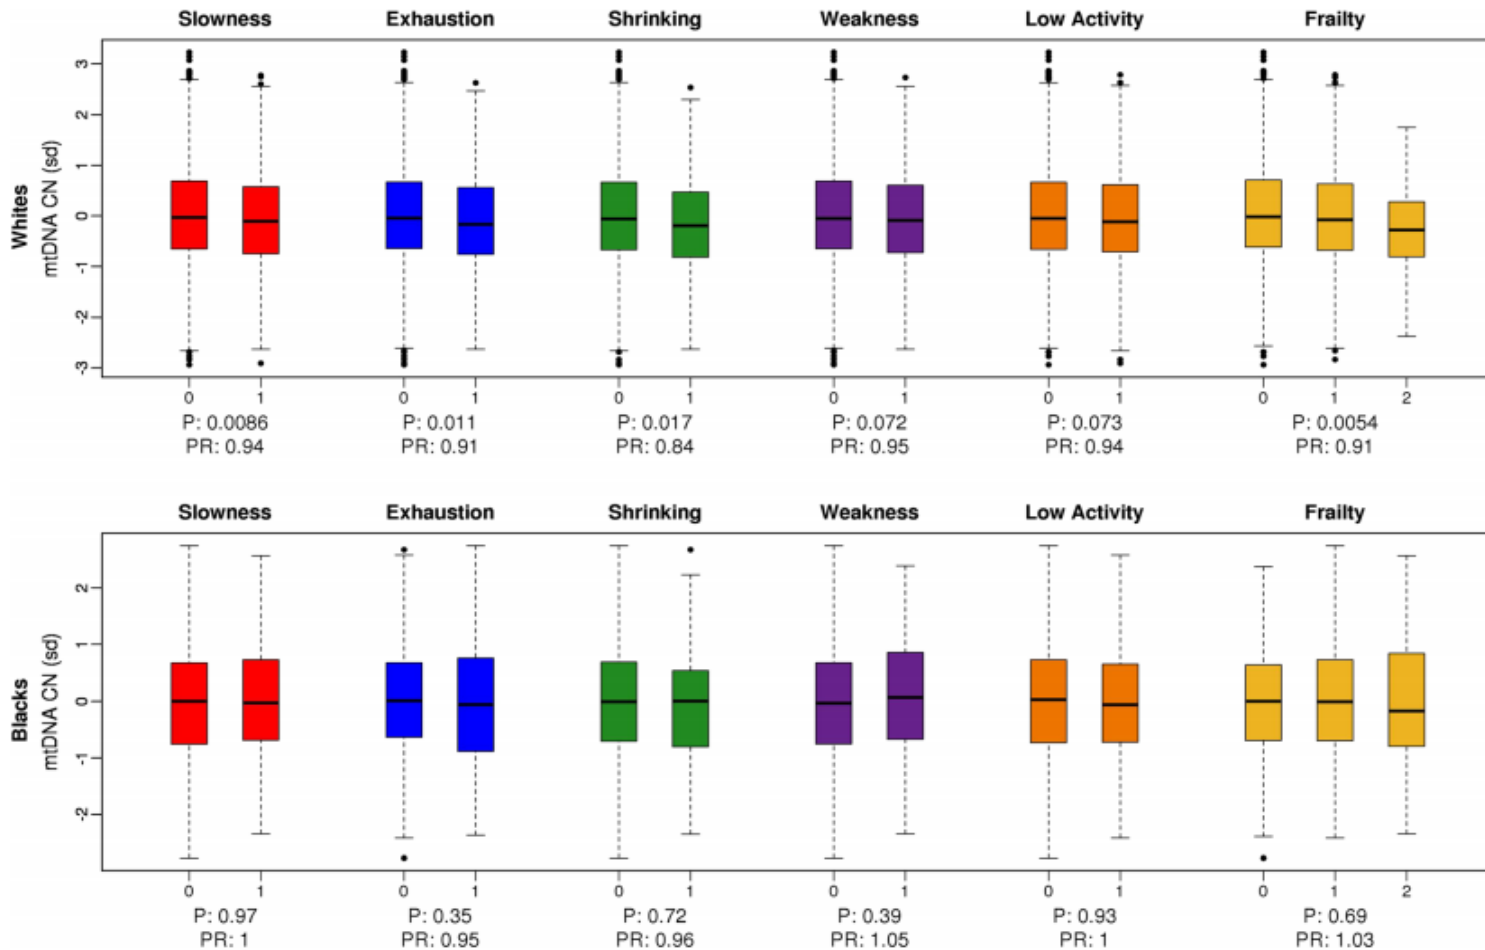 Slowness Exhaustion Shrinking Weakness Low Activity Frailty
Whites
mtDNA CN (sd)
3
2
1
0
-1
-2
-3
0 1 0 1 0 1 0 1 0 1 0 1 2
P: 0.0086 P: 0.011 P: 0.017 P: 0.072 P: 0.073 P: 0.0054
PR: 0.94 PR: 0.91 PR: 0.84 PR: 0.95 PR: 0.94 PR: 0.91
Slowness Exhaustion Shrinking Weakness Low Activity Frailty
Blacks
mtDNA CN (sd)
2
1
0
-1
-2
0 1 0 1 0 1 0 1 0 1 0 1 2
P: 0.97 P: 0.35 P: 0.72 P: 0.39 P: 0.93 P: 0.69
PR: 1 PR: 0.95 PR: 0.96 PR: 1.05 PR: 1 PR: 1.03